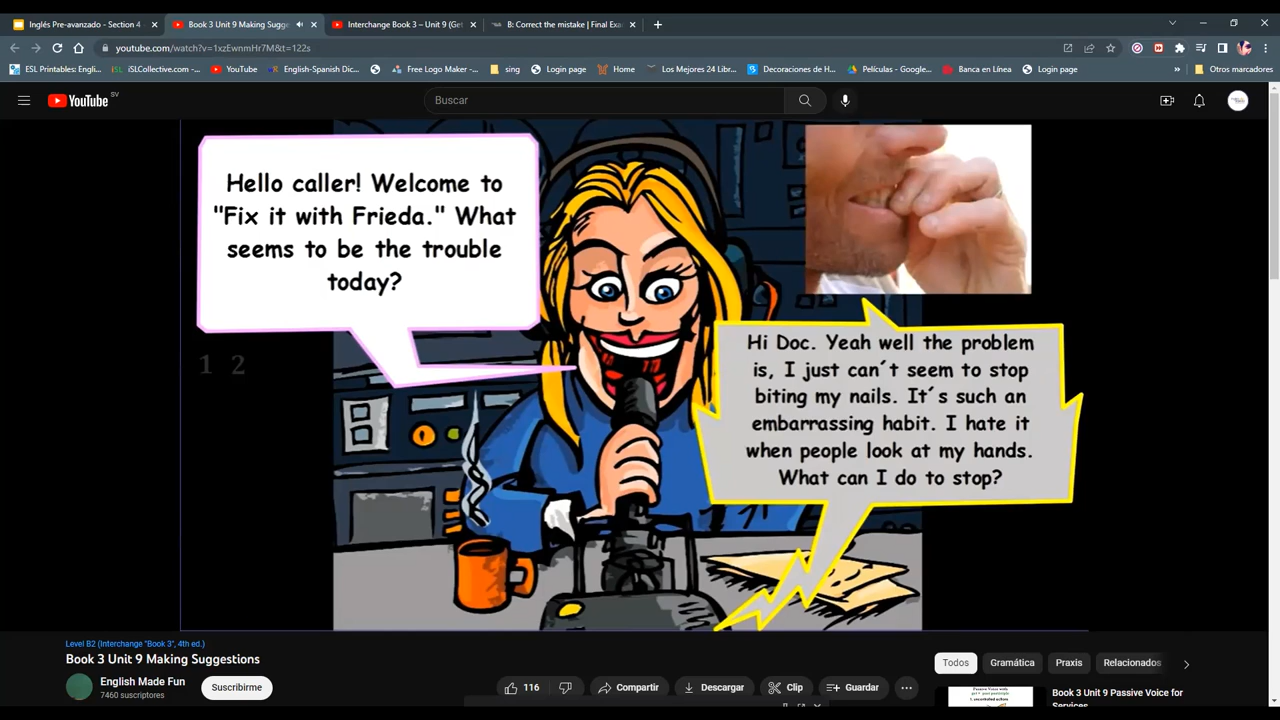 Inglés Pre-avanzado - Section 4
Book 3 Unit 9 Making Sugge
Interchange Book 3 – Unit 9 (Get
B: Correct the mistake | Final Exa
youtube.com/watch?v=1xzEwnmHr7M&t=122s
ESL Printables: Engli...
iSLCollective.com -...
YouTube
English-Spanish Dic...
Free Logo Maker -...
sing
Login page
Home
Los Mejores 24 Libr...
Decoraciones de H...
Películas - Google...
Banca en Línea
Login page
Otros marcadores
YouTube
SV
Buscar
Hello caller! Welcome to
"Fix it with Frieda." What
seems to be the trouble
today?
1 2
Hi Doc. Yeah well the problem
is, I just can´t seem to stop
biting my nails. It´s such an
embarrassing habit. I hate it
when people look at my hands.
What can I do to stop?
Level B2 (Interchange "Book 3", 4th ed.)
Book 3 Unit 9 Making Suggestions
English Made Fun
7460 suscriptores
Suscribirme
116
Compartir
Descargar
Clip
Guardar
Todos
Gramática
Praxis
Relacionados
Book 3 Unit 9 Passive Voice for
Services